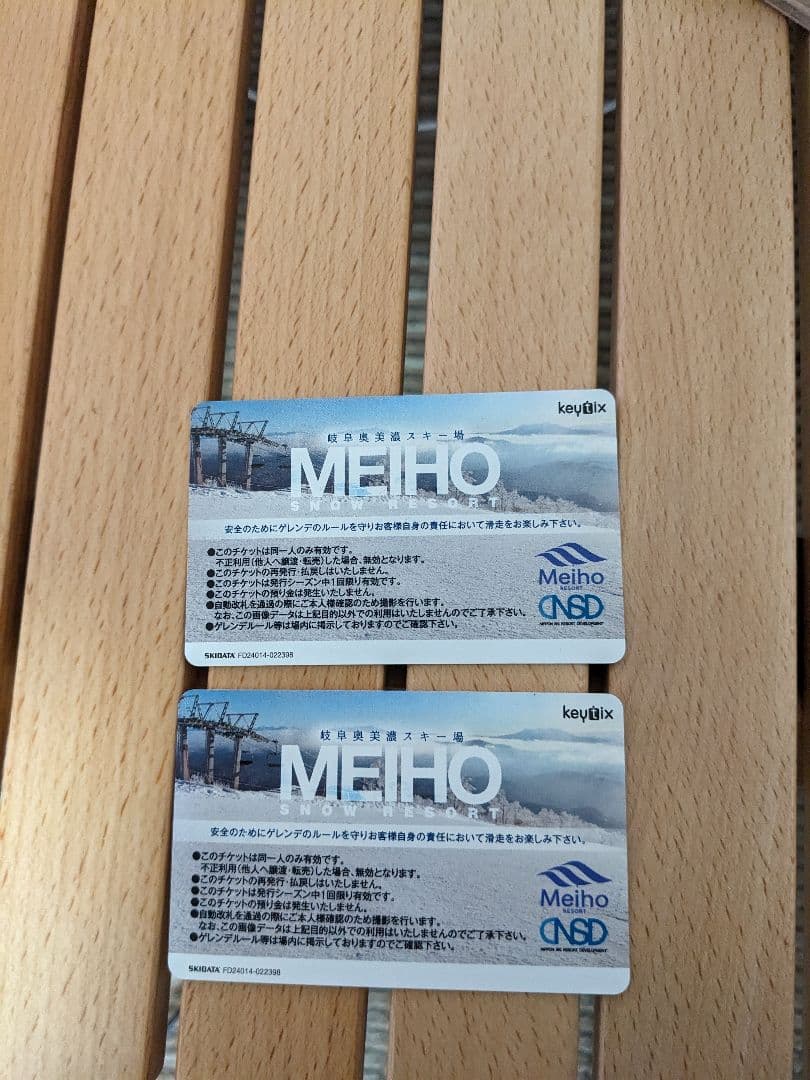 keytix
岐阜奥美濃スキー場
MEIHO
SNOW RESORT
安全のためにゲレンデのルールを守りお客様自身の責任において滑走をお楽しみ下さい。
●このチケットは同一人のみ有効です。
不正利用(他人へ譲渡・転売)した場合、無効となります。
●このチケットの再発行・払戻しはいたしません。
●このチケットは発行シーズン中1回限り有効です。
●このチケットの預り金は発生いたしません。
●自動改札を通過の際にご本人様確認のため撮影を行います。
なお、この画像データは上記目的以外での利用はいたしませんのでご了承下さい。
●ゲレンデルール等は場内に掲示しておりますのでご確認下さい。
Meiho
RESORT
NSD
NIPPON SKI RESORT DEVELOPMENT
SKIDATA FD24014-022398
keytix
岐阜奥美濃スキー場
MEIHO
SNOW RESORT
安全のためにゲレンデのルールを守りお客様自身の責任において滑走をお楽しみ下さい。
●このチケットは同一人のみ有効です。
不正利用(他人へ譲渡・転売)した場合、無効となります。
●このチケットの再発行・払戻しはいたしません。
●このチケットは発行シーズン中1回限り有効です。
●このチケットの預り金は発生いたしません。
●自動改札を通過の際にご本人様確認のため撮影を行います。
なお、この画像データは上記目的以外での利用はいたしませんのでご了承下さい。
●ゲレンデルール等は場内に掲示しておりますのでご確認下さい。
Meiho
RESORT
NSD
NIPPON SKI RESORT DEVELOPMENT
SKIDATA FD24014-022398